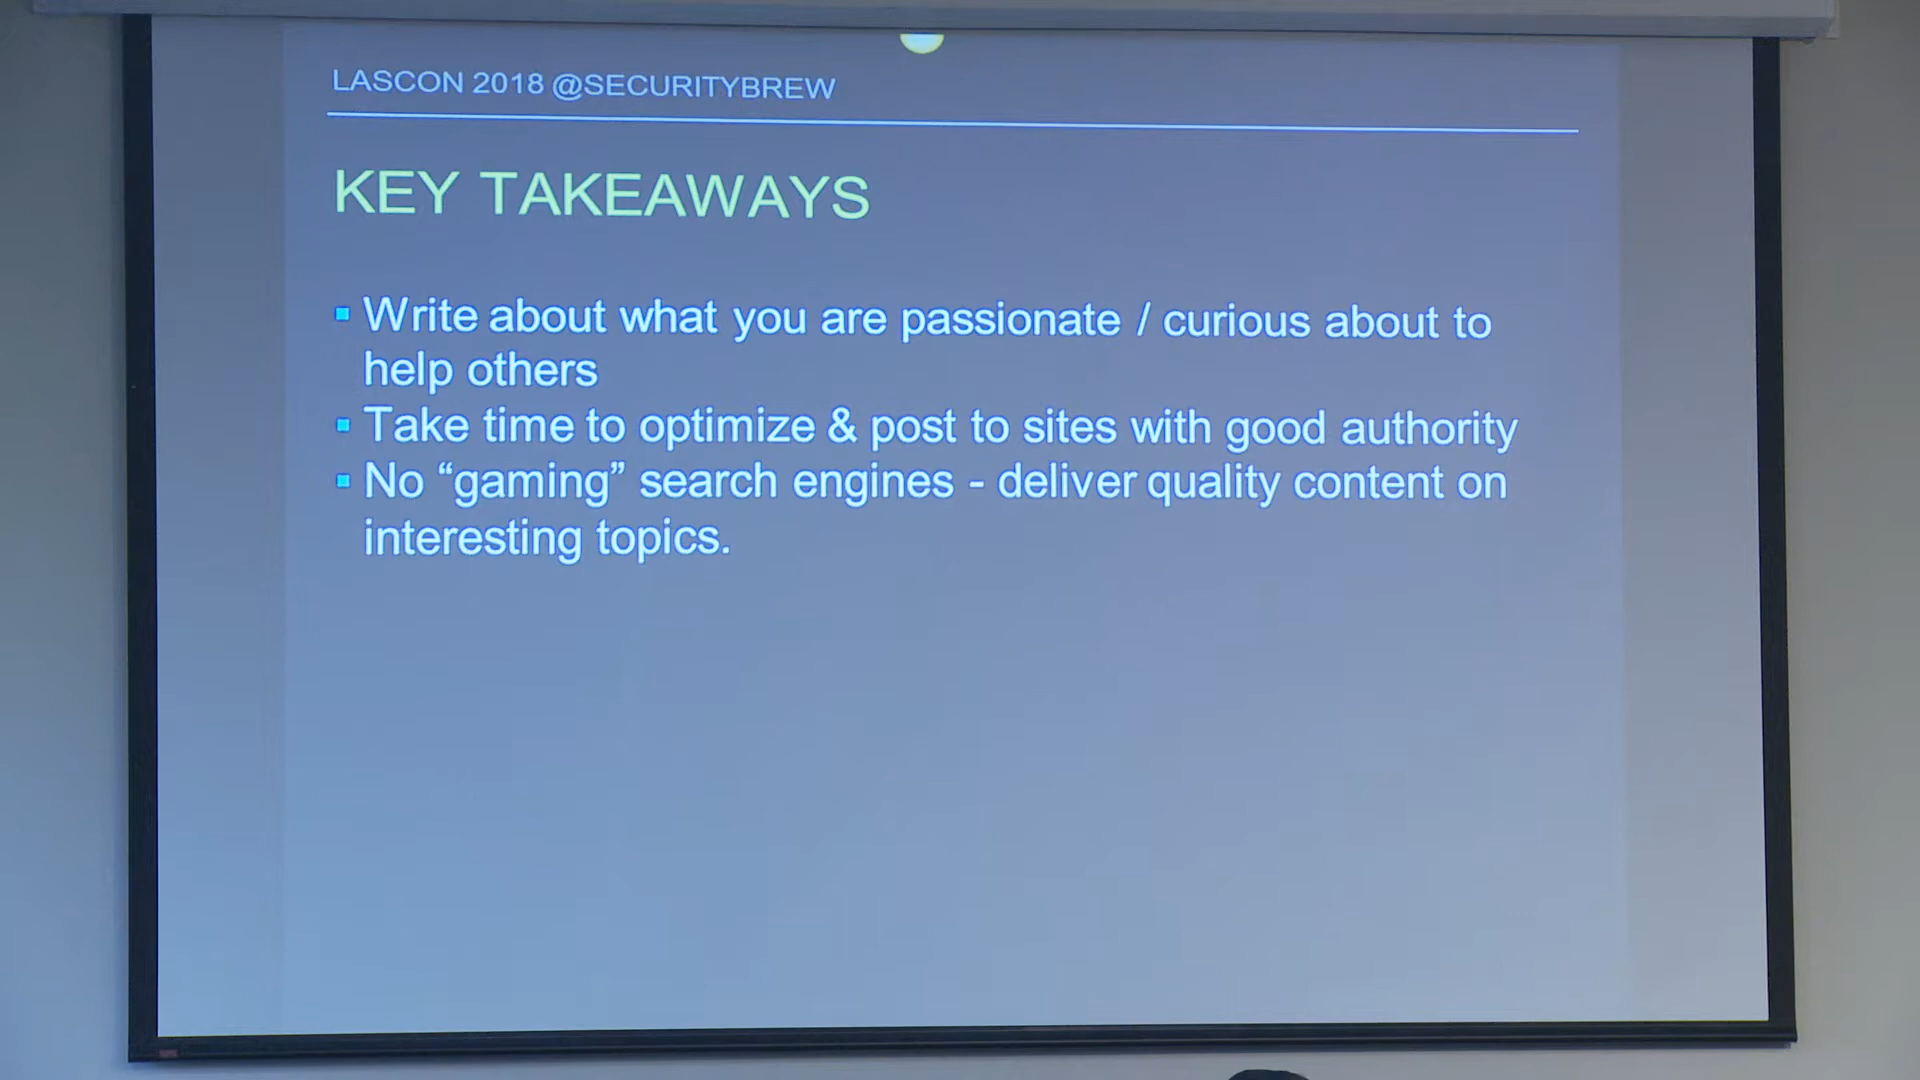 LASCON 2018 @SECURITYBREW
KEY TAKEAWAYS
Write about what you are passionate / curious about to
help others
Take time to optimize & post to sites with good authority
No “gaming” search engines - deliver quality content on
interesting topics.